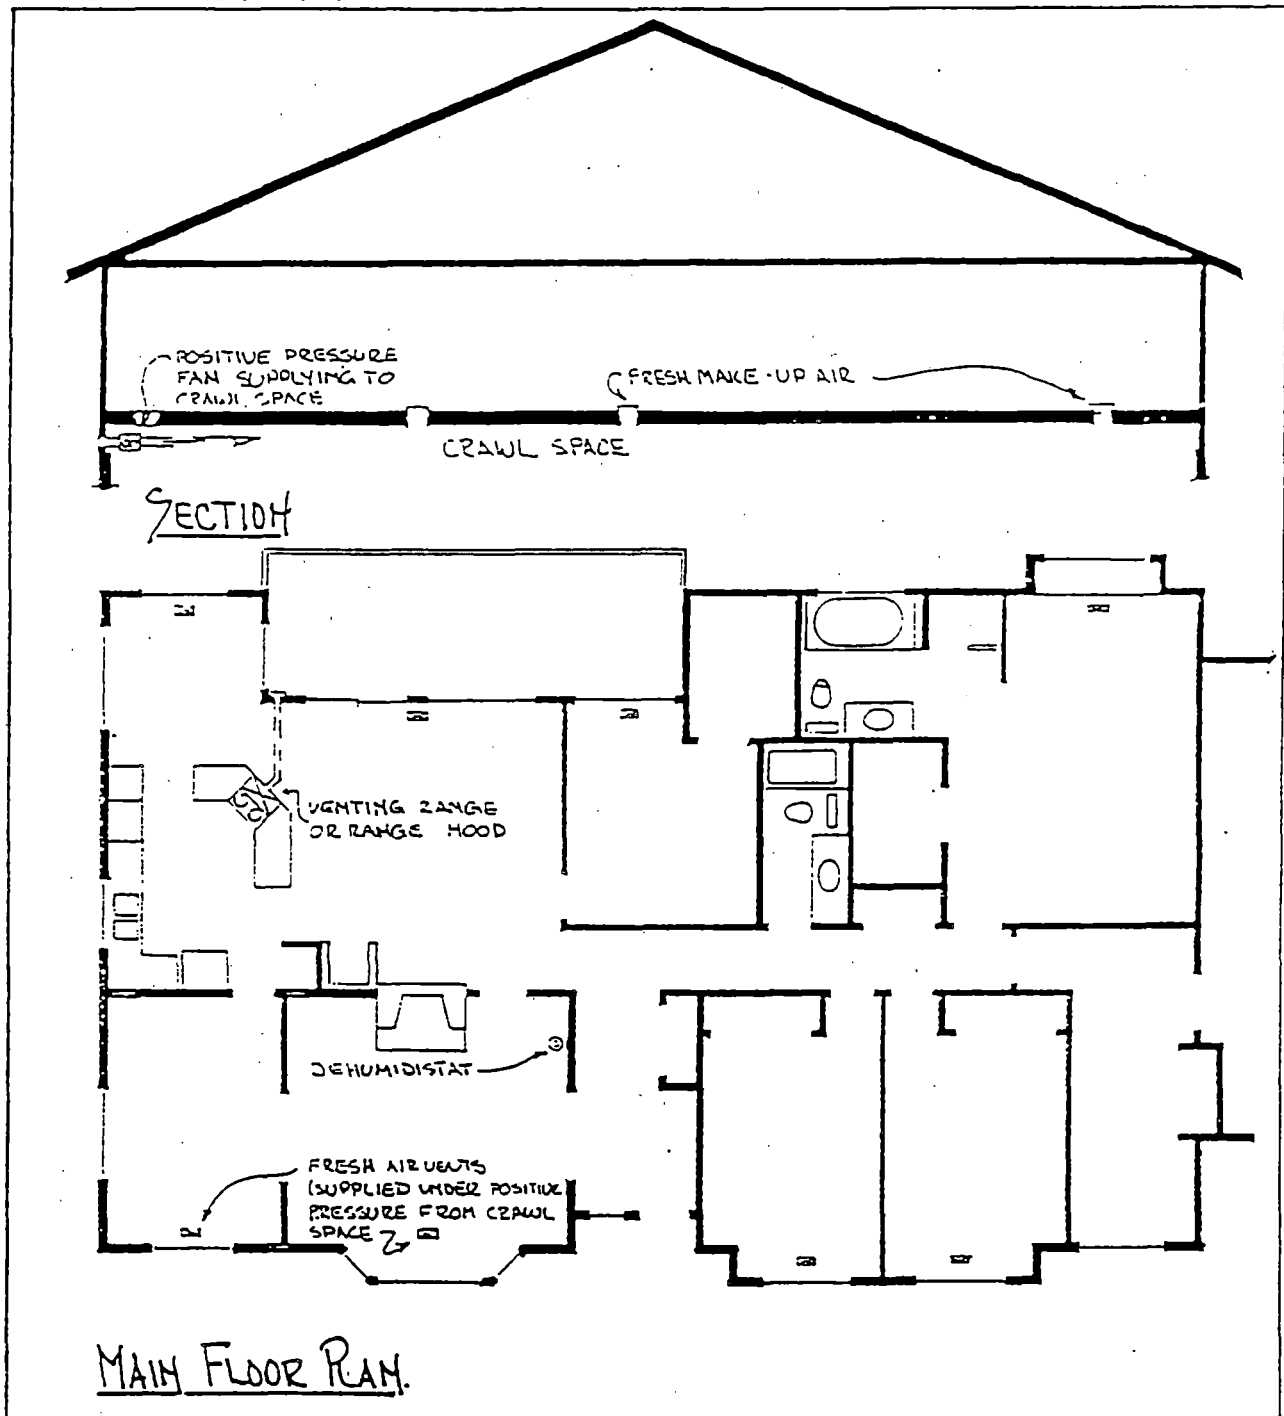 POSITIVE PRESSURE
FAN SUPPLYING TO
CRAWL SPACE
FRESH MAKE-UP AIR
CRAWL SPACE
SECTION
VENTING RANGE
OR RANGE HOOD
DEHUMIDISTAT
FRESH AIR VENTS
(SUPPLIED UNDER POSITIVE
PRESSURE FROM CRAWL
SPACE
MAIN FLOOR PLAN.